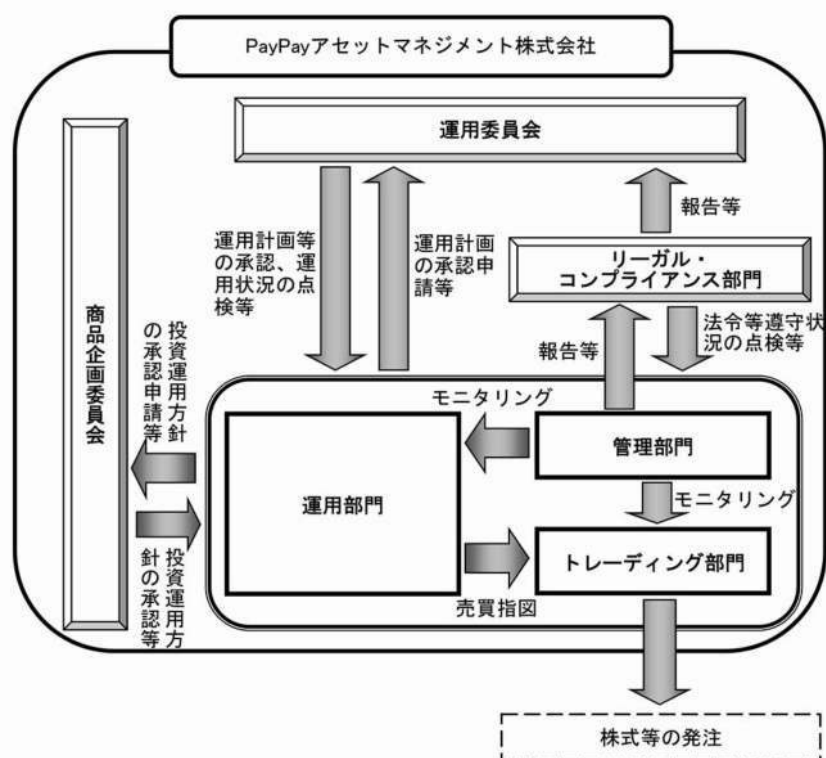 PayPayアセットマネジメント株式会社
運用委員会
運用計画等
の承認、運
用状況の点
検等
運用計画
の承認申
請等
報告等
リーガル・
コンプライアンス部門
報告等
法令等遵守状
況の点検等
商品企画委員会
投資運用方針
の承認申請等
投資運用方
針の承認等
モニタリング
運用部門
管理部門
モニタリング
トレーディング部門
売買指図
株式等の発注